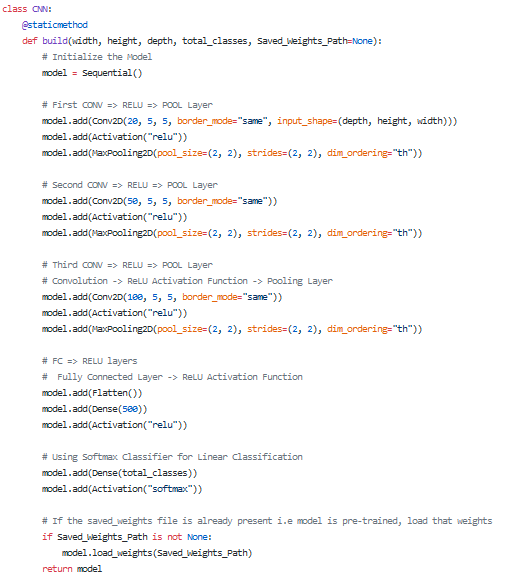 class CNN:
    @staticmethod
    def build(width, height, depth, total_classes, Saved_Weights_Path=None):
        # Initialize the Model
        model = Sequential()

        # First CONV => RELU => POOL Layer
        model.add(Conv2D(20, 5, 5, border_mode="same", input_shape=(depth, height, width)))
        model.add(Activation("relu"))
        model.add(MaxPooling2D(pool_size=(2, 2), strides=(2, 2), dim_ordering="th"))

        # Second CONV => RELU => POOL Layer
        model.add(Conv2D(50, 5, 5, border_mode="same"))
        model.add(Activation("relu"))
        model.add(MaxPooling2D(pool_size=(2, 2), strides=(2, 2), dim_ordering="th"))

        # Third CONV => RELU => POOL Layer
        # Convolution -> ReLU Activation Function -> Pooling Layer
        model.add(Conv2D(100, 5, 5, border_mode="same"))
        model.add(Activation("relu"))
        model.add(MaxPooling2D(pool_size=(2, 2), strides=(2, 2), dim_ordering="th"))

        # FC => RELU layers
        #  Fully Connected Layer -> ReLU Activation Function
        model.add(Flatten())
        model.add(Dense(500))
        model.add(Activation("relu"))

        # Using Softmax Classifier for Linear Classification
        model.add(Dense(total_classes))
        model.add(Activation("softmax"))

        # If the saved_weights file is already present i.e model is pre-trained, load that weights
        if Saved_Weights_Path is not None:
            model.load_weights(Saved_Weights_Path)
        return model